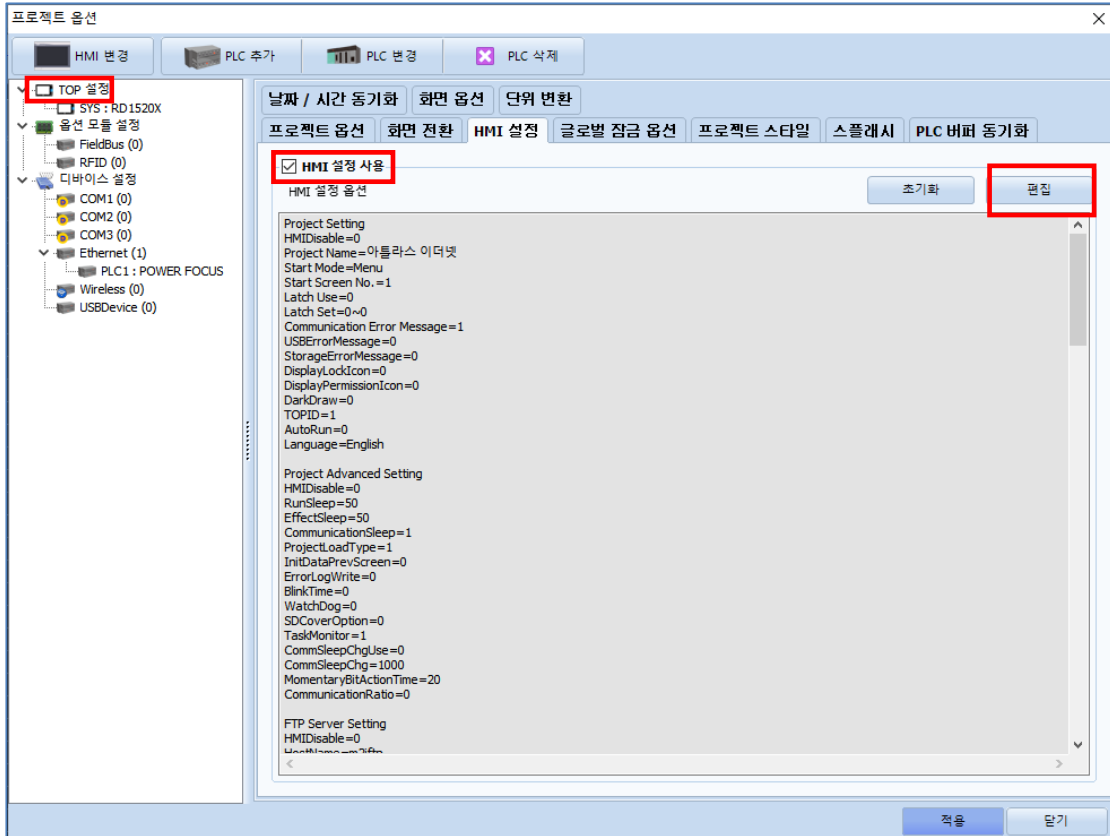 프로젝트 옵션
HMI 변경 PLC 추가 PLC 변경 PLC 삭제
TOP 설정
SYS : RD1520X
옵션 모듈 설정
FieldBus (0)
RFID (0)
디바이스 설정
COM1 (0)
COM2 (0)
COM3 (0)
Ethernet (1)
PLC1 : POWER FOCUS
Wireless (0)
USBDevice (0)
날짜 / 시간 동기화 화면 옵션 단위 변환
프로젝트 옵션 화면 전환 HMI 설정 글로벌 잠금 옵션 프로젝트 스타일 스플래시 PLC 버퍼 동기화
HMI 설정 사용
HMI 설정 옵션 초기화 편집
Project Setting
HMIDisable=0
Project Name=아틀라스 이더넷
Start Mode=Menu
Start Screen No.=1
Latch Use=0
Latch Set=0~0
Communication Error Message=1
USBErrorMessage=0
StorageErrorMessage=0
DisplayLockIcon=0
DisplayPermissionIcon=0
DarkDraw=0
TOPID=1
AutoRun=0
Language=English
Project Advanced Setting
HMIDisable=0
RunSleep=50
EffectSleep=50
CommunicationSleep=1
ProjectLoadType=1
InitDataPrevScreen=0
ErrorLogWrite=0
BlinkTime=0
WatchDog=0
SDCoverOption=0
TaskMonitor=1
CommSleepChgUse=0
CommSleepChg=1000
MomentaryBitActionTime=20
CommunicationRatio=0
FTP Server Setting
HMIDisable=0
적용 닫기